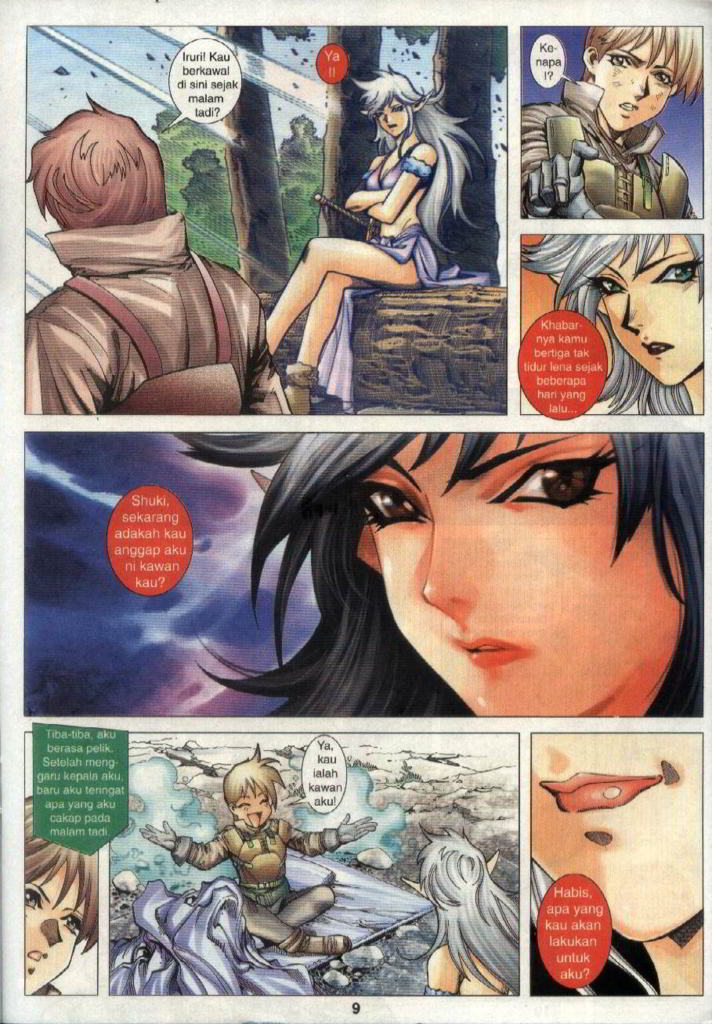 Iruri! Kau
berkawal
di sini sejak
malam
tadi?
Ya
!!
Ke-
napa
!?
Khabar-
nya kamu
bertiga tak
tidur lena sejak
beberapa
hari yang
lalu...
Shuki,
sekarang
adakah kau
anggap aku
ni kawan
kau?
Tiba-tiba, aku
berasa pelik.
Setelah meng-
garu kepala aku,
baru aku teringat
apa yang aku
cakap pada
malam tadi.
Ya,
kau
ialah
kawan
aku!
Habis,
apa yang
kau akan
lakukan
untuk
aku?
9